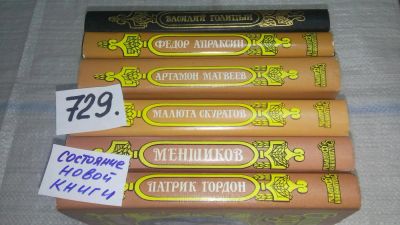 ВАСИЛИЙ ГОЛИЦЫН
ФЕДОР АПРАКСИН
АРТАМОН МАТВЕЕВ
729.
МАЛЮТА СКУРАТОВ
МЕНШИКОВ
СОСТОЯНИЕ
НОВОЙ
КНИГИ
ПАТРИК ГОРДОН